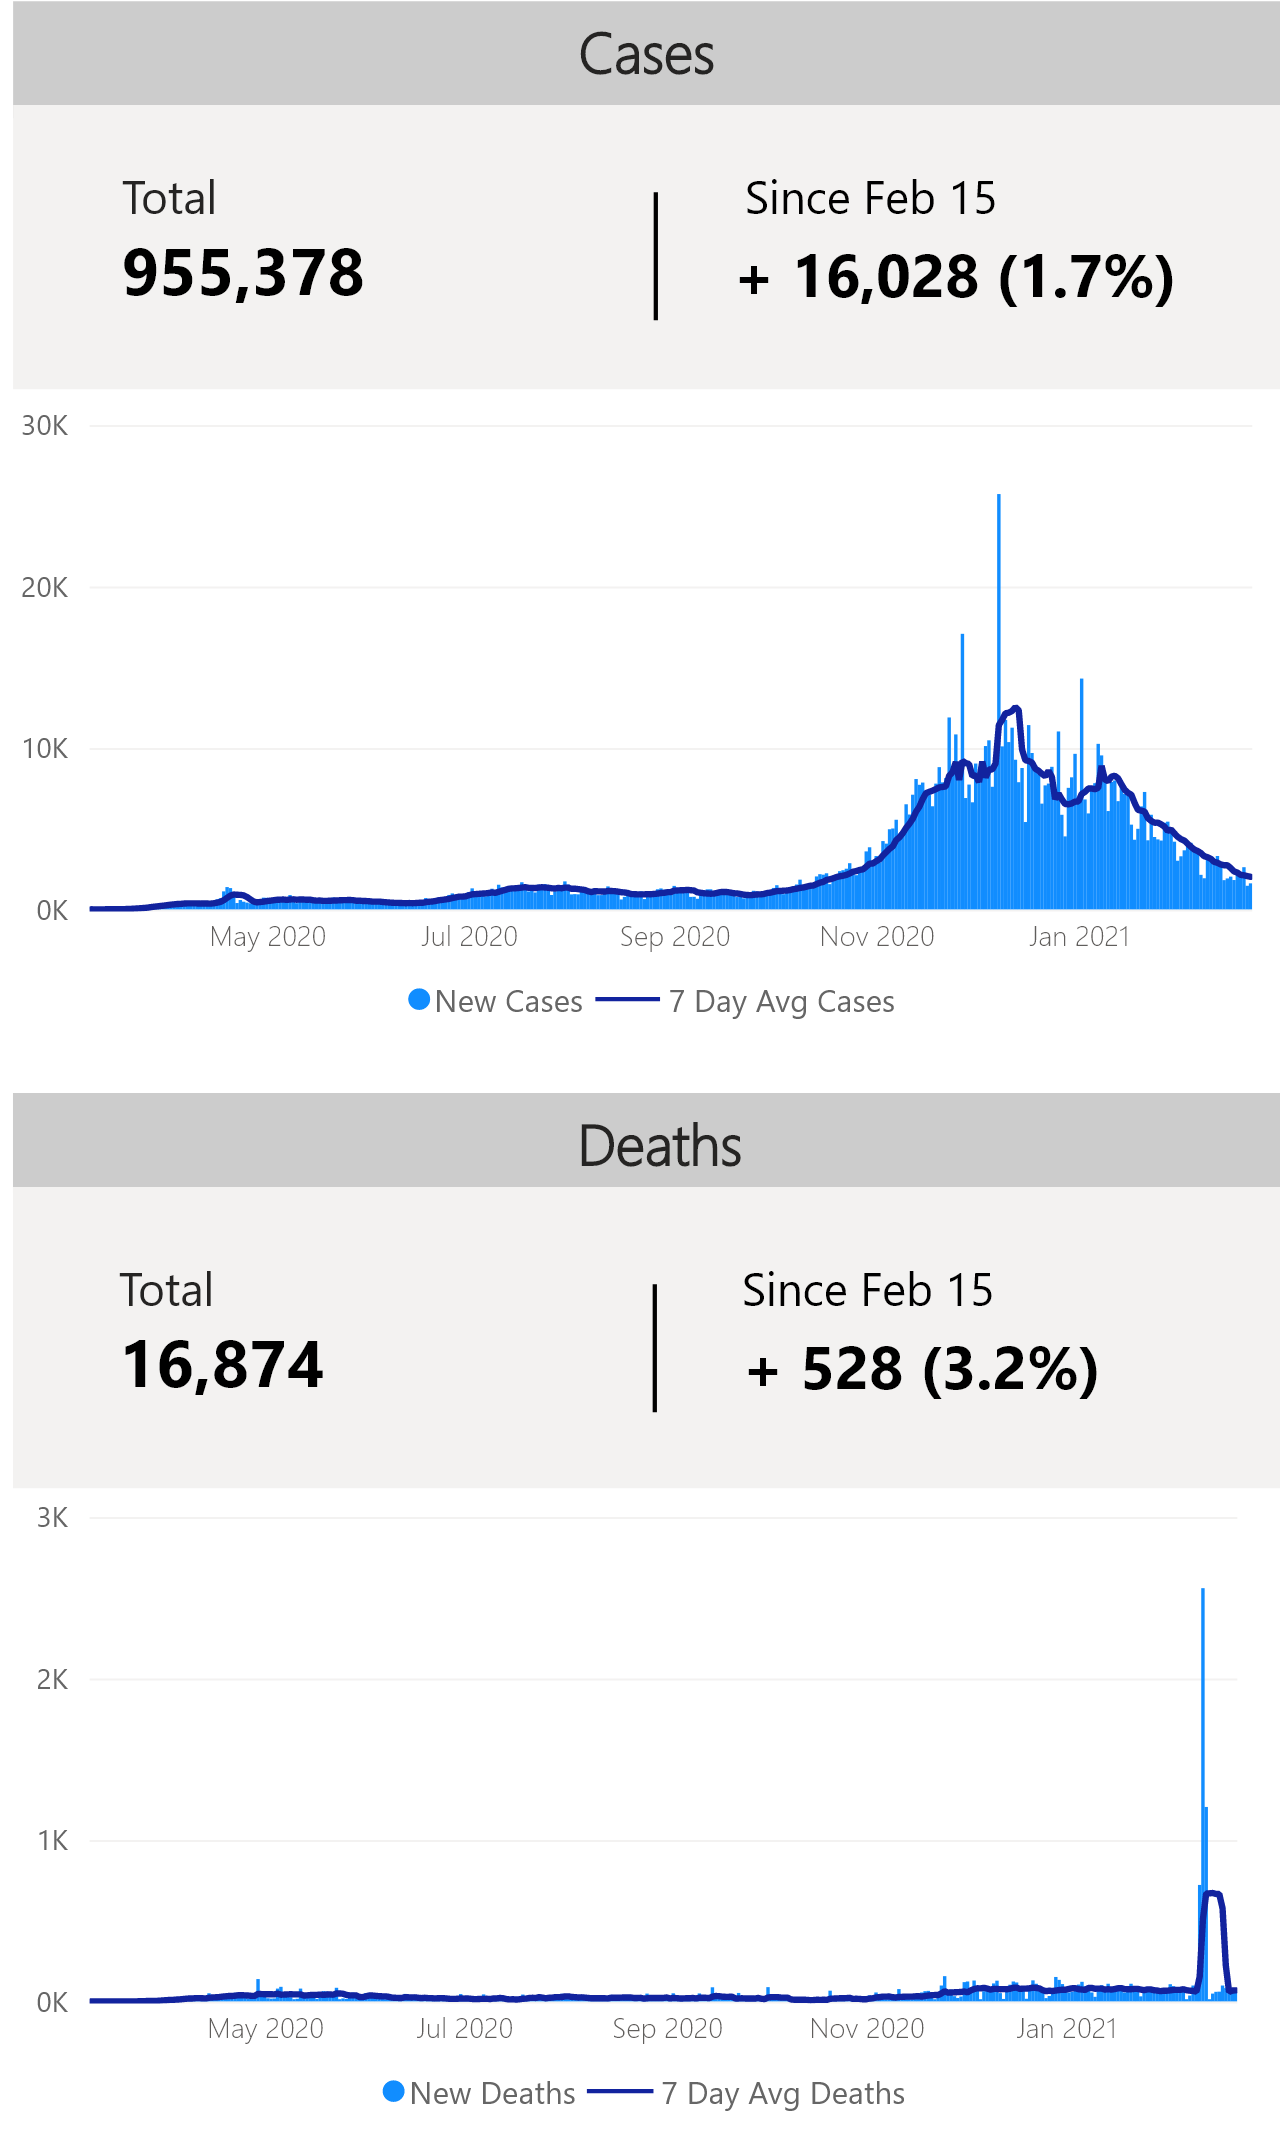 Cases
Total
Since Feb 15
955,378
+ 16,028 (1.7%)
30K
20K
10K
0K
May 2020
Jul 2020
Sep 2020
Nov 2020
Jan 2021
New Cases
7 Day Avg Cases
Deaths
Total
Since Feb 15
16,874
+ 528 (3.2%)
3K
2K
1K
0K
May 2020
Jul 2020
Sep 2020
Nov 2020
Jan 2021
New Deaths
7 Day Avg Deaths